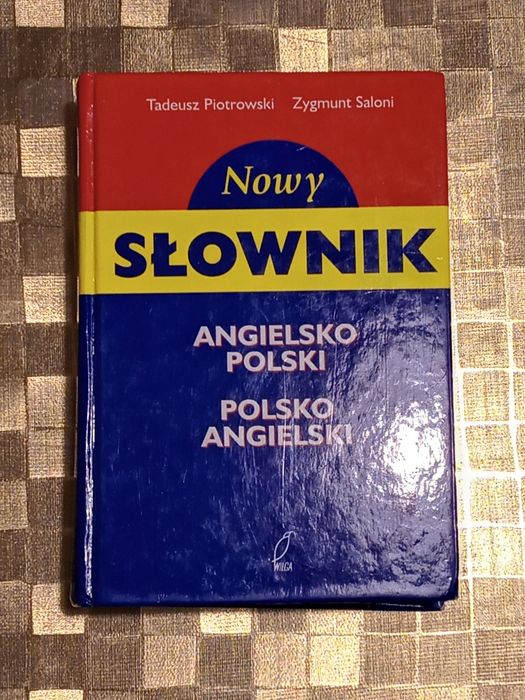 Tadeusz Piotrowski Zygmunt Saloni
Nowy
SŁOWNIK
ANGIELSKO
POLSKI
POLSKO
ANGIELSKI
WILGA